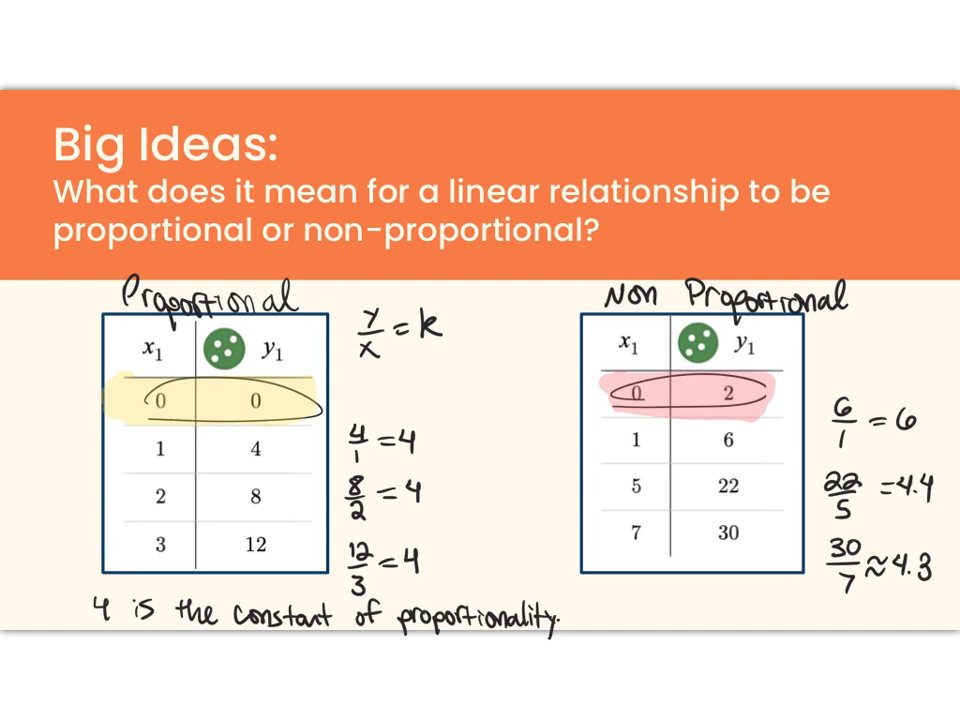 Big Ideas:
What does it mean for a linear relationship to be
proportional or non-proportional?
Proportional
x₁ y₁
0 0
1 4
2 8
3 12
y/x = k
4/1 = 4
8/2 = 4
12/3 = 4
4 is the constant of proportionality.
Non Proportional
x₁ y₁
0 2
1 6
5 22
7 30
6/1 = 6
22/5 = 4.4
30/7 ≈ 4.3